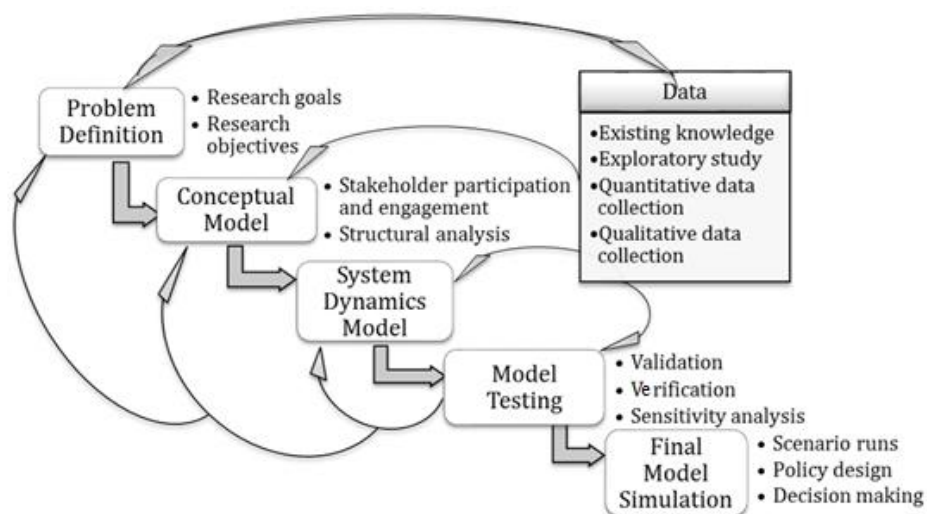 Problem
Definition
• Research goals
• Research
objectives
Data
•Existing knowledge
•Exploratory study
•Quantitative data
collection
•Qualitative data
collection
Conceptual
Model
• Stakeholder participation
and engagement
• Structural analysis
System
Dynamics
Model
Model
Testing
• Validation
• Verification
• Sensitivity analysis
Final
Model
Simulation
• Scenario runs
• Policy design
• Decision making